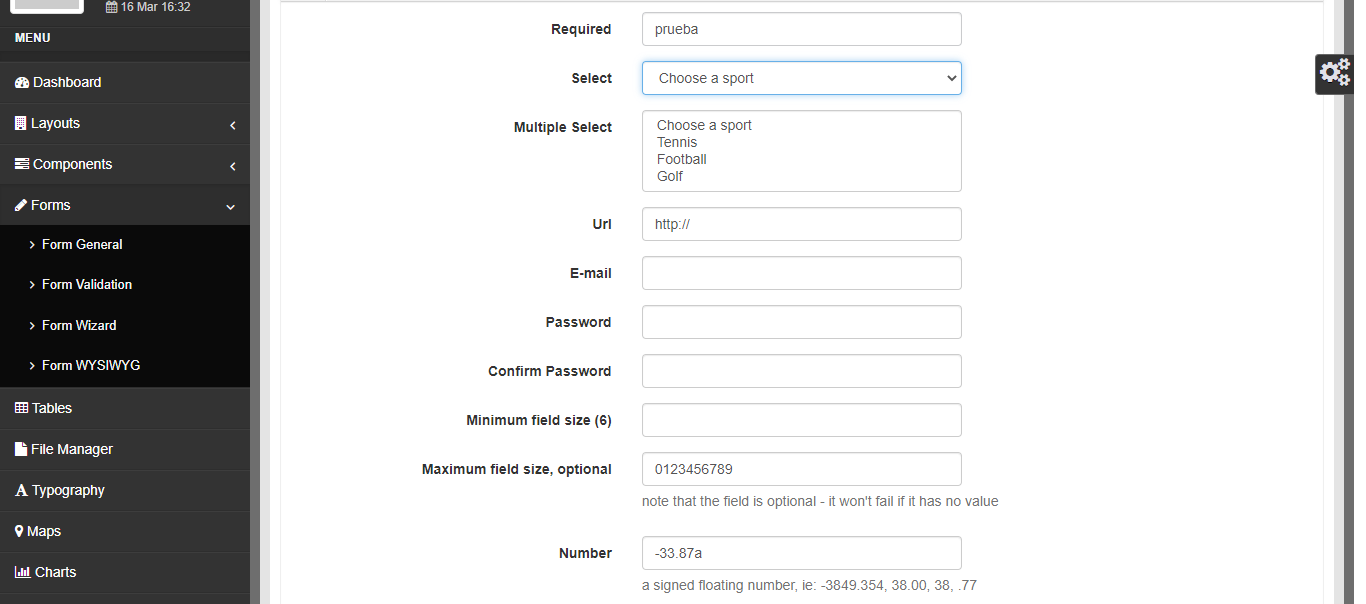 16 Mar 16:32
MENU
Dashboard
Layouts
Components
Forms
Form General
Form Validation
Form Wizard
Form WYSIWYG
Tables
File Manager
Typography
Maps
Charts
Required
prueba
Select
Choose a sport
Multiple Select
Choose a sport
Tennis
Football
Golf
Url
http://
E-mail
Password
Confirm Password
Minimum field size (6)
Maximum field size, optional
0123456789
note that the field is optional - it won't fail if it has no value
Number
-33.87a
a signed floating number, ie: -3849.354, 38.00, 38, .77